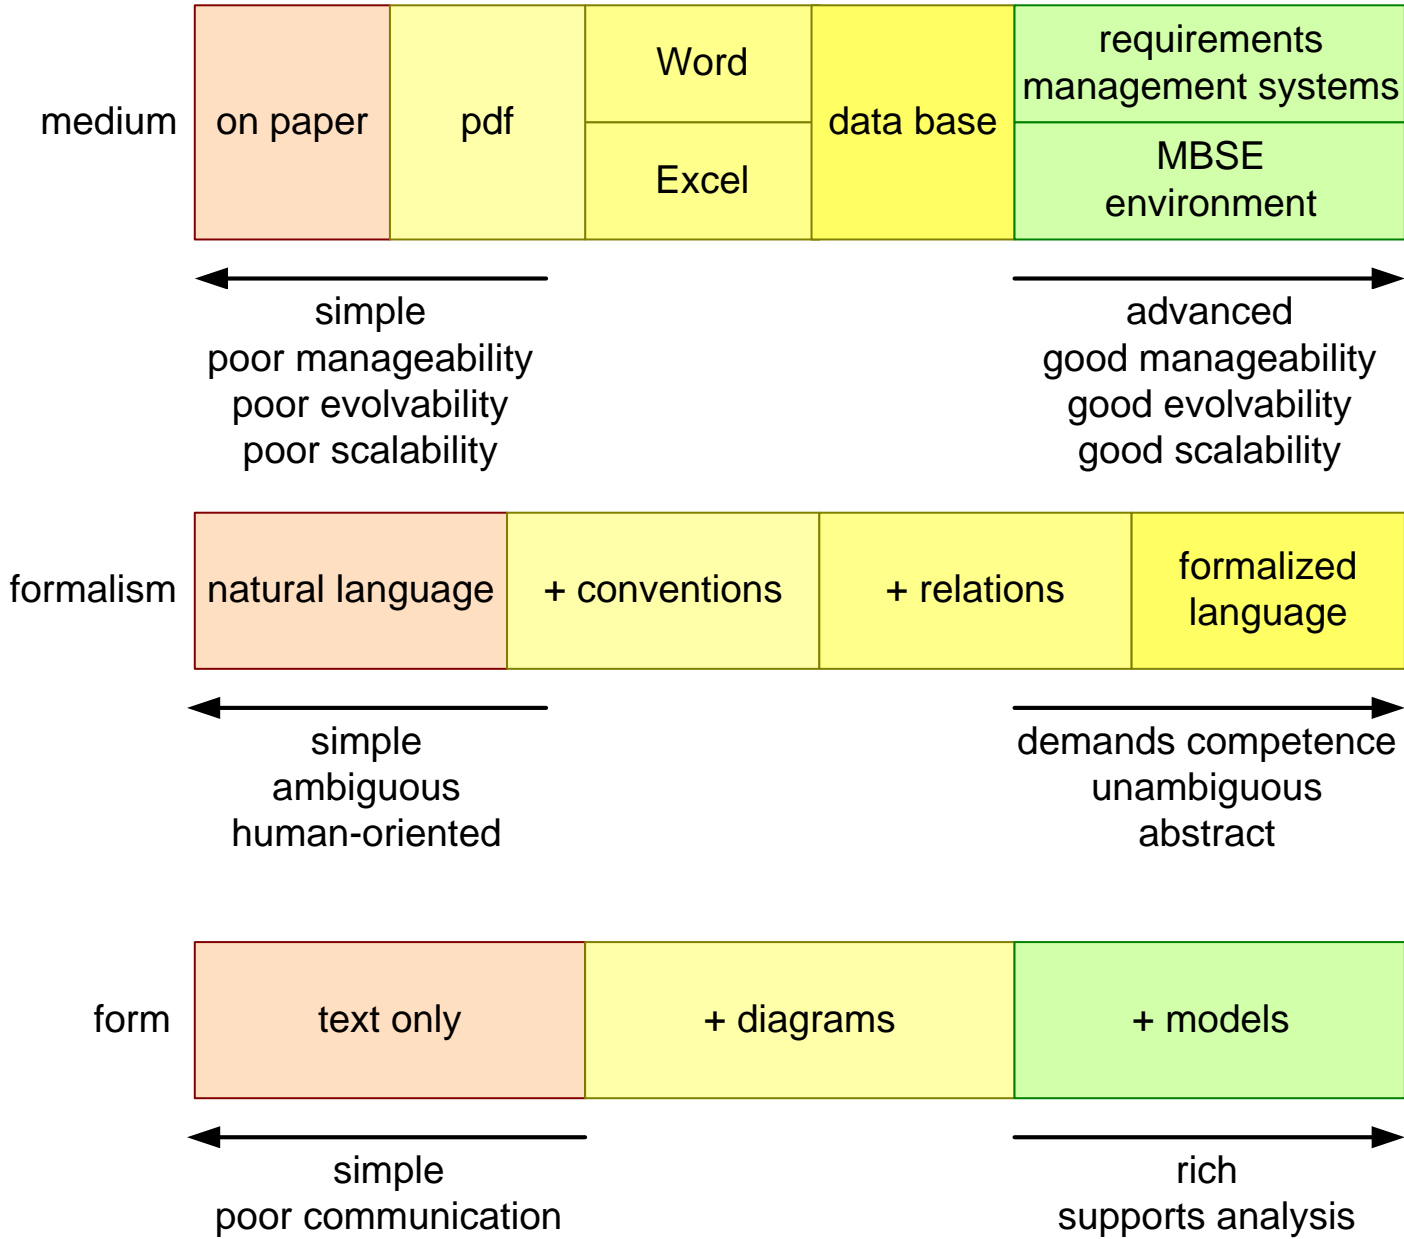 medium
on paper
pdf
Word
Excel
data base
requirements
management systems
MBSE
environment
simple
poor manageability
poor evolvability
poor scalability
advanced
good manageability
good evolvability
good scalability
formalism
natural language
+ conventions
+ relations
formalized
language
simple
ambiguous
human-oriented
demands competence
unambiguous
abstract
form
text only
+ diagrams
+ models
simple
poor communication
rich
supports analysis